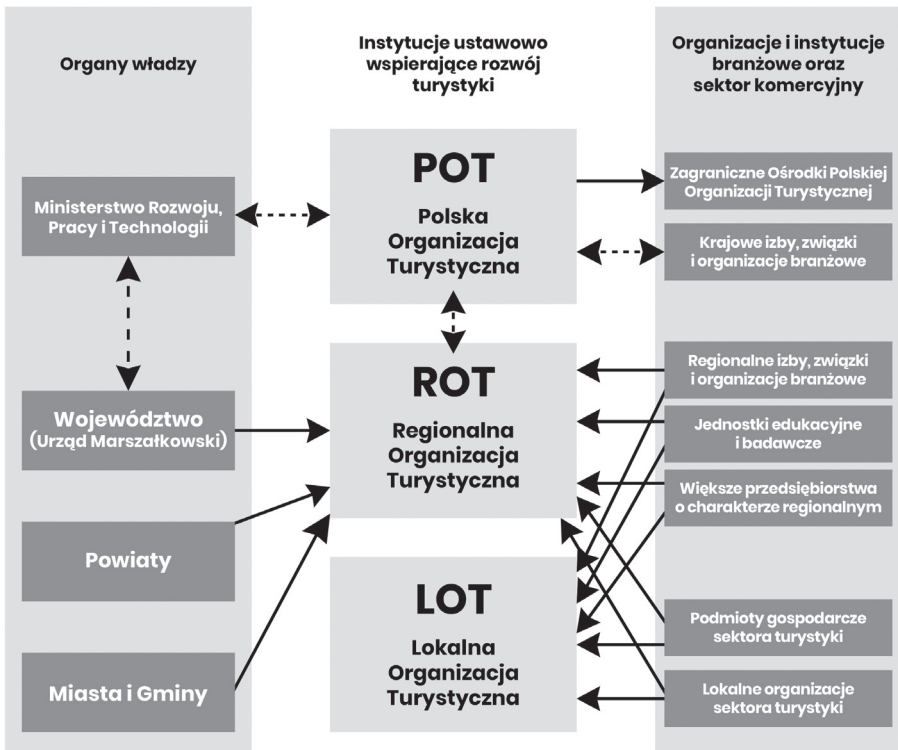 Organy władzy
Ministerstwo Rozwoju,
Pracy i Technologii
Województwo
(Urząd Marszałkowski)
Powiaty
Miasta i Gminy
Instytucje ustawowo
wspierające rozwój
turystyki
POT
Polska
Organizacja
Turystyczna
ROT
Regionalna
Organizacja
Turystyczna
LOT
Lokalna
Organizacja
Turystyczna
Organizacje i instytucje
branżowe oraz
sektor komercyjny
Zagraniczne Ośrodki Polskiej
Organizacji Turystycznej
Krajowe izby, związki
i organizacje branżowe
Regionalne izby, związki
i organizacje branżowe
Jednostki edukacyjne
i badawcze
Większe przedsiębiorstwa
o charakterze regionalnym
Podmioty gospodarcze
sektora turystyki
Lokalne organizacje
sektora turystyki